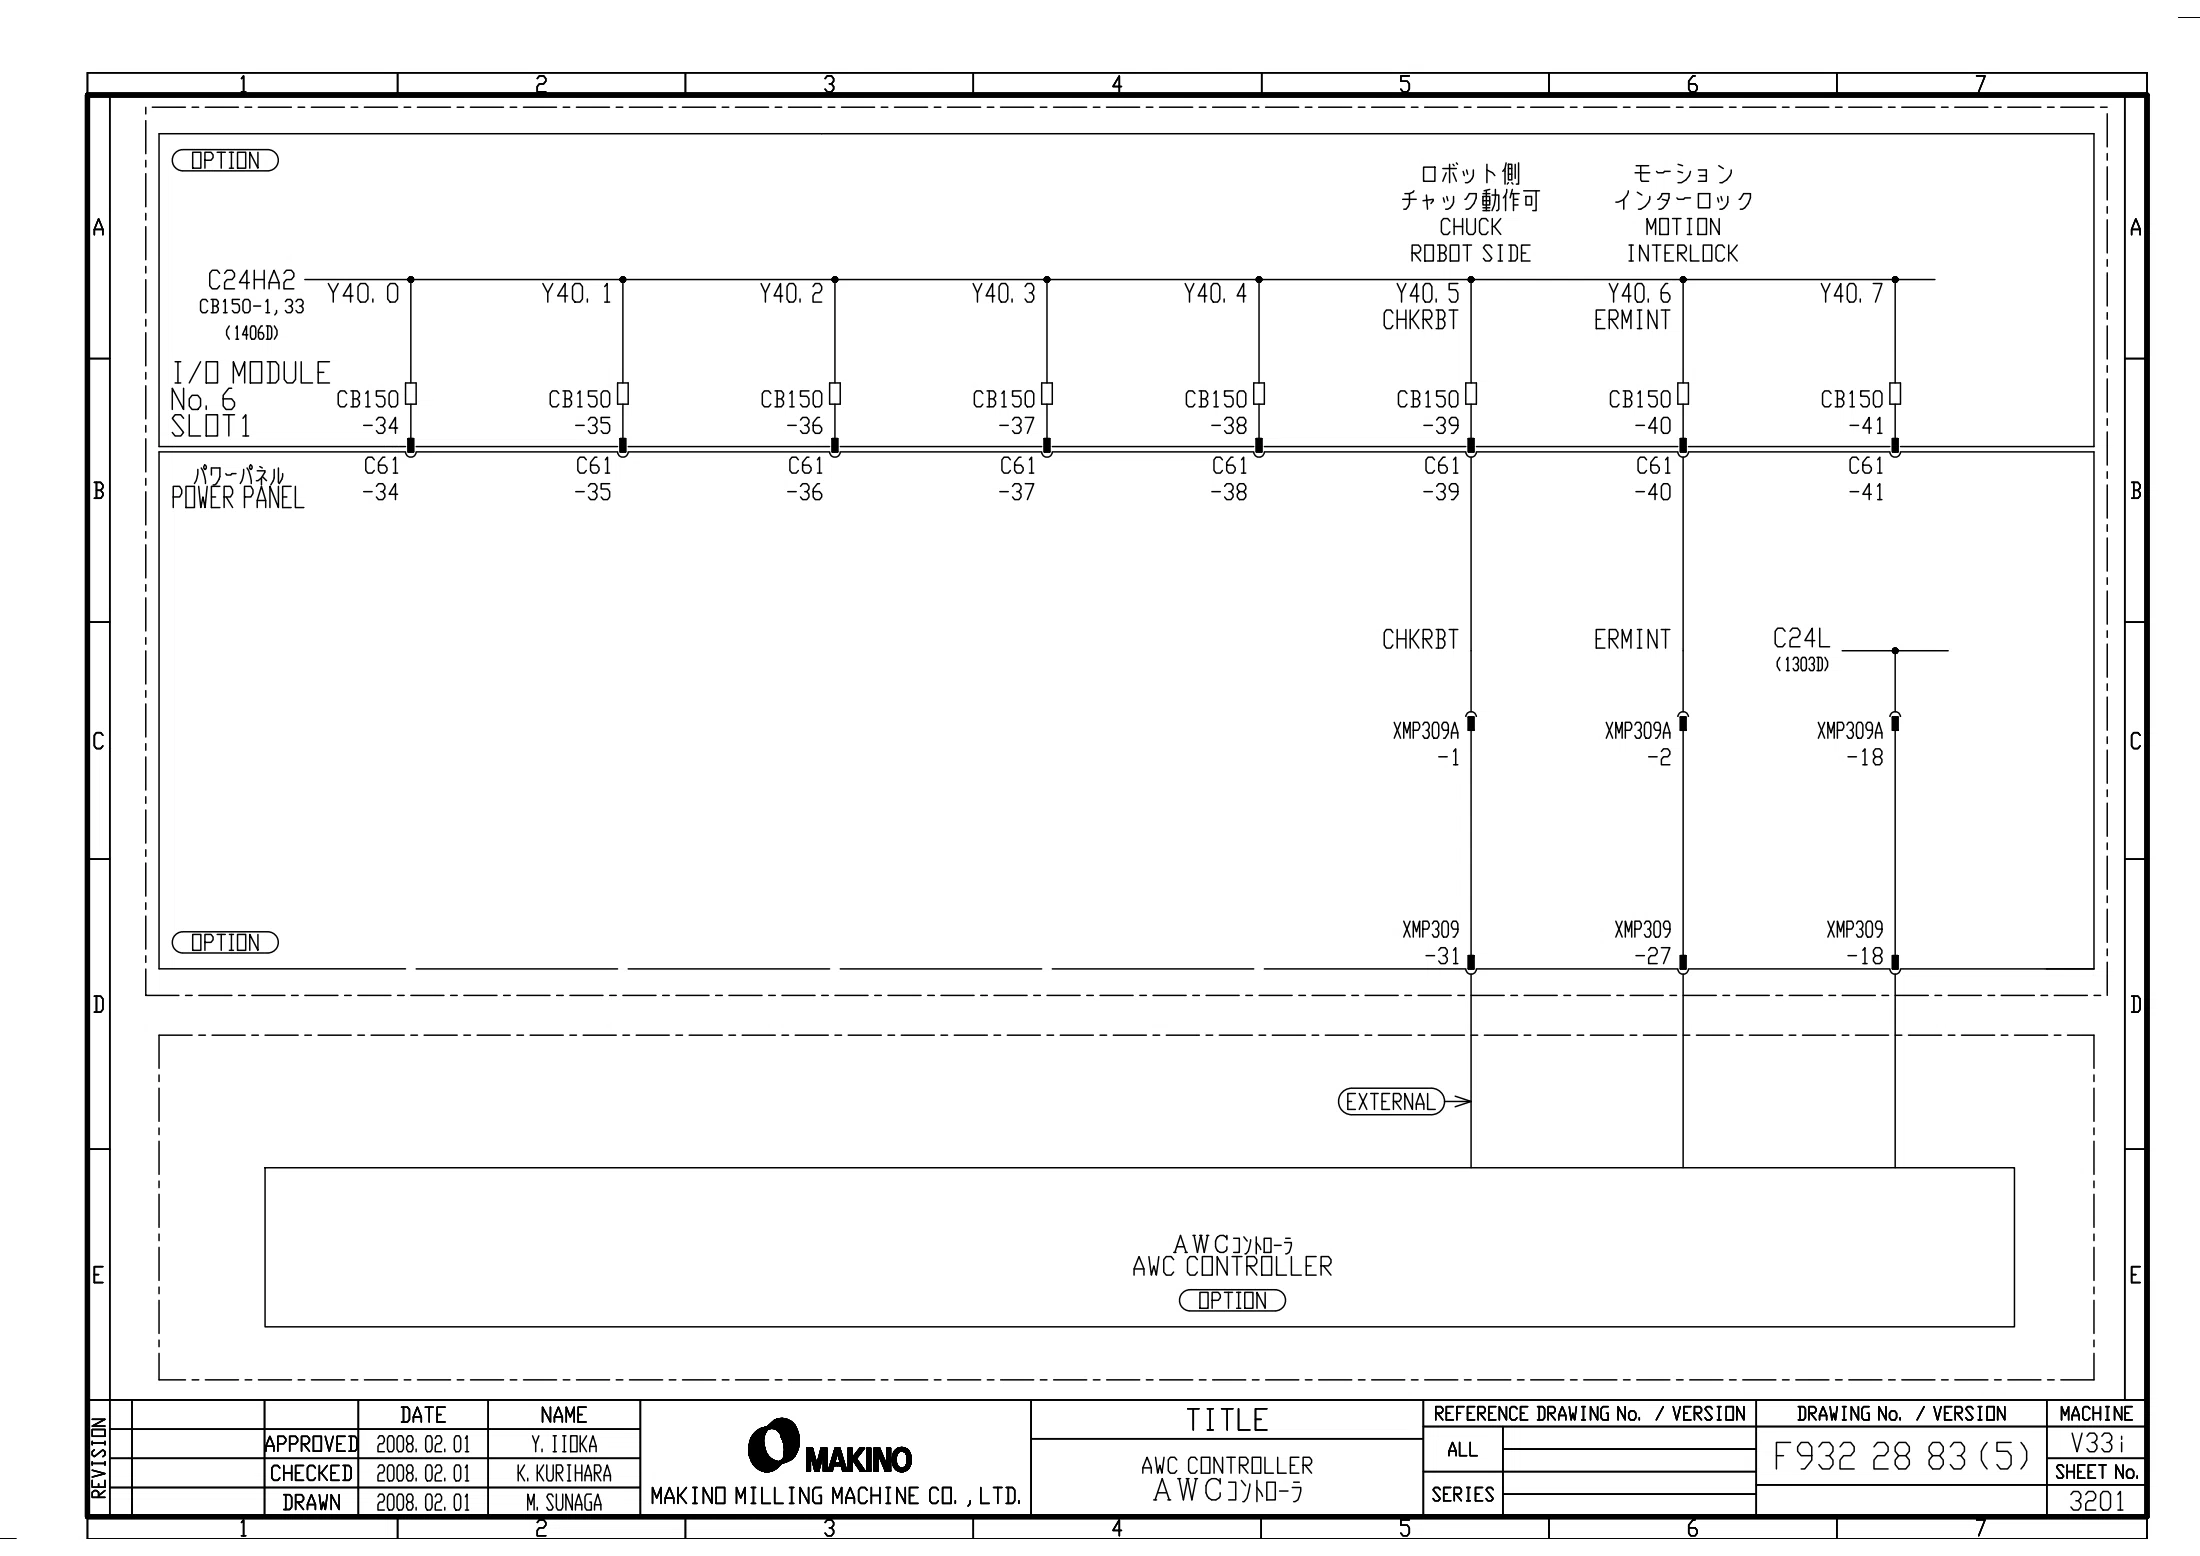 1 2 3 4 5 6 7
OPTION
ロボット側
チャック動作可
CHUCK
ROBOT SIDE
モーション
インターロック
MOTION
INTERLOCK
A A
C24HA2
CB150-1,33
(1406D)
Y40.0 Y40.1 Y40.2 Y40.3 Y40.4 Y40.5 Y40.6 Y40.7
CHKRBT ERMINT
I/O MODULE
No.6
SLOT1
CB150 CB150 CB150 CB150 CB150 CB150 CB150 CB150
-34 -35 -36 -37 -38 -39 -40 -41
パワーパネル
POWER PANEL
C61 C61 C61 C61 C61 C61 C61 C61
-34 -35 -36 -37 -38 -39 -40 -41
B B
CHKRBT ERMINT C24L
(1303D)
XMP309A XMP309A XMP309A
-1 -2 -18
C C
OPTION
XMP309 XMP309 XMP309
-31 -27 -18
D D
EXTERNAL
AWCコントローラ
AWC CONTROLLER
OPTION
E E
REVISION
DATE NAME
APPROVED 2008.02.01 Y.IIOKA
CHECKED 2008.02.01 K.KURIHARA
DRAWN 2008.02.01 M.SUNAGA
MAKINO
MAKINO MILLING MACHINE CO.,LTD.
TITLE
AWC CONTROLLER
AWCコントローラ
REFERENCE DRAWING No. / VERSION
ALL
SERIES
DRAWING No. / VERSION
F932 28 83(5)
MACHINE
V33i
SHEET No.
3201
1 2 3 4 5 6 7